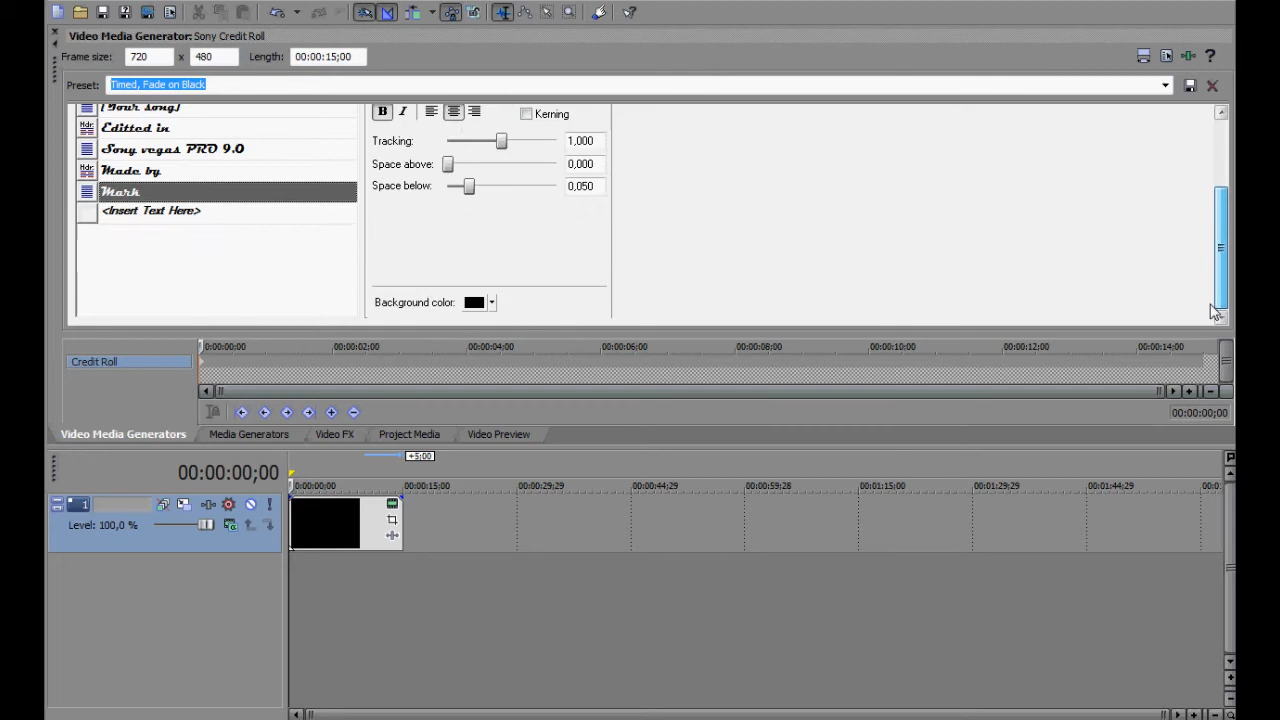 Video Media Generator: Sony Credit Roll
Frame size: 720 x 480 Length: 00:00:15;00
Preset: Timed, Fade on Black
[Your song]
Hdr: Editted in
Sony vegas PRO 9.0
Hdr: Made by
Mark
<Insert Text Here>
B I Kerning
Tracking: 1,000
Space above: 0,000
Space below: 0,050
Background color:
0:00:00;00 00:00:02;00 00:00:04;00 00:00:06;00 00:00:08;00 00:00:10;00 00:00:12;00 00:00:14;00
Credit Roll
00:00:00;00
Video Media Generators Media Generators Video FX Project Media Video Preview
+5;00
00:00:00;00
0:00:00;00 00:00:15;00 00:00:29;29 00:00:44;29 00:00:59;28 00:01:15;00 00:01:29;29 00:01:44;29 00:0
1
Level: 100,0 %